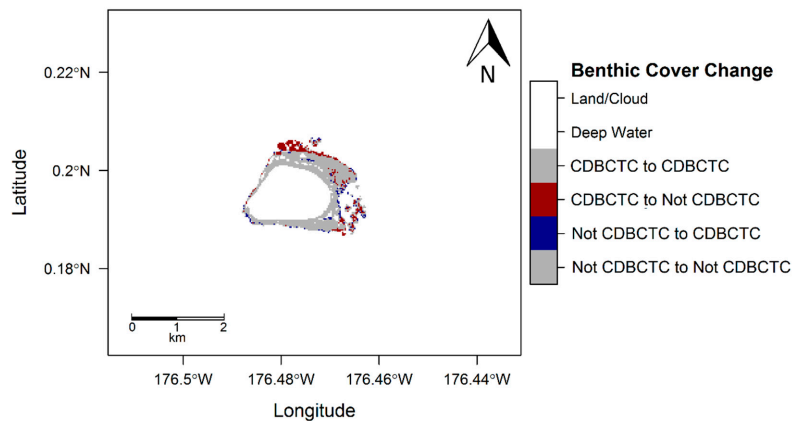 0.22°N
0.2°N
0.18°N
Latitude
N
0 1 2
km
176.5°W 176.48°W 176.46°W 176.44°W
Longitude
Benthic Cover Change
Land/Cloud
Deep Water
CDBCTC to CDBCTC
CDBCTC to Not CDBCTC
Not CDBCTC to CDBCTC
Not CDBCTC to Not CDBCTC